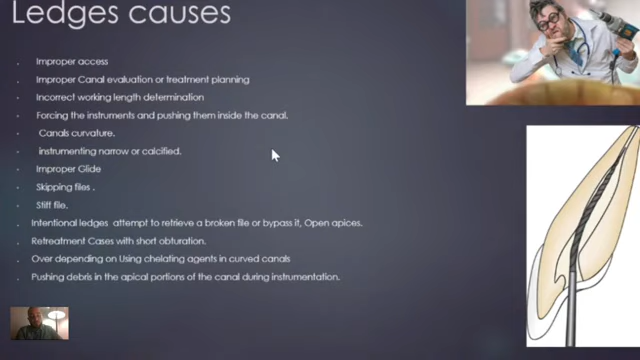 Ledges causes
Improper access
Improper Canal evaluation or treatment planning
Incorrect working length determination
Forcing the instruments and pushing them inside the canal.
Canals curvature.
instrumenting narrow or calcified.
Improper Glide
Skipping files .
Stiff file.
Intentional ledges attempt to retrieve a broken file or bypass it, Open apices.
Retreatment Cases with short obturation.
Over depending on Using chelating agents in curved canals
Pushing debris in the apical portions of the canal during instrumentation.